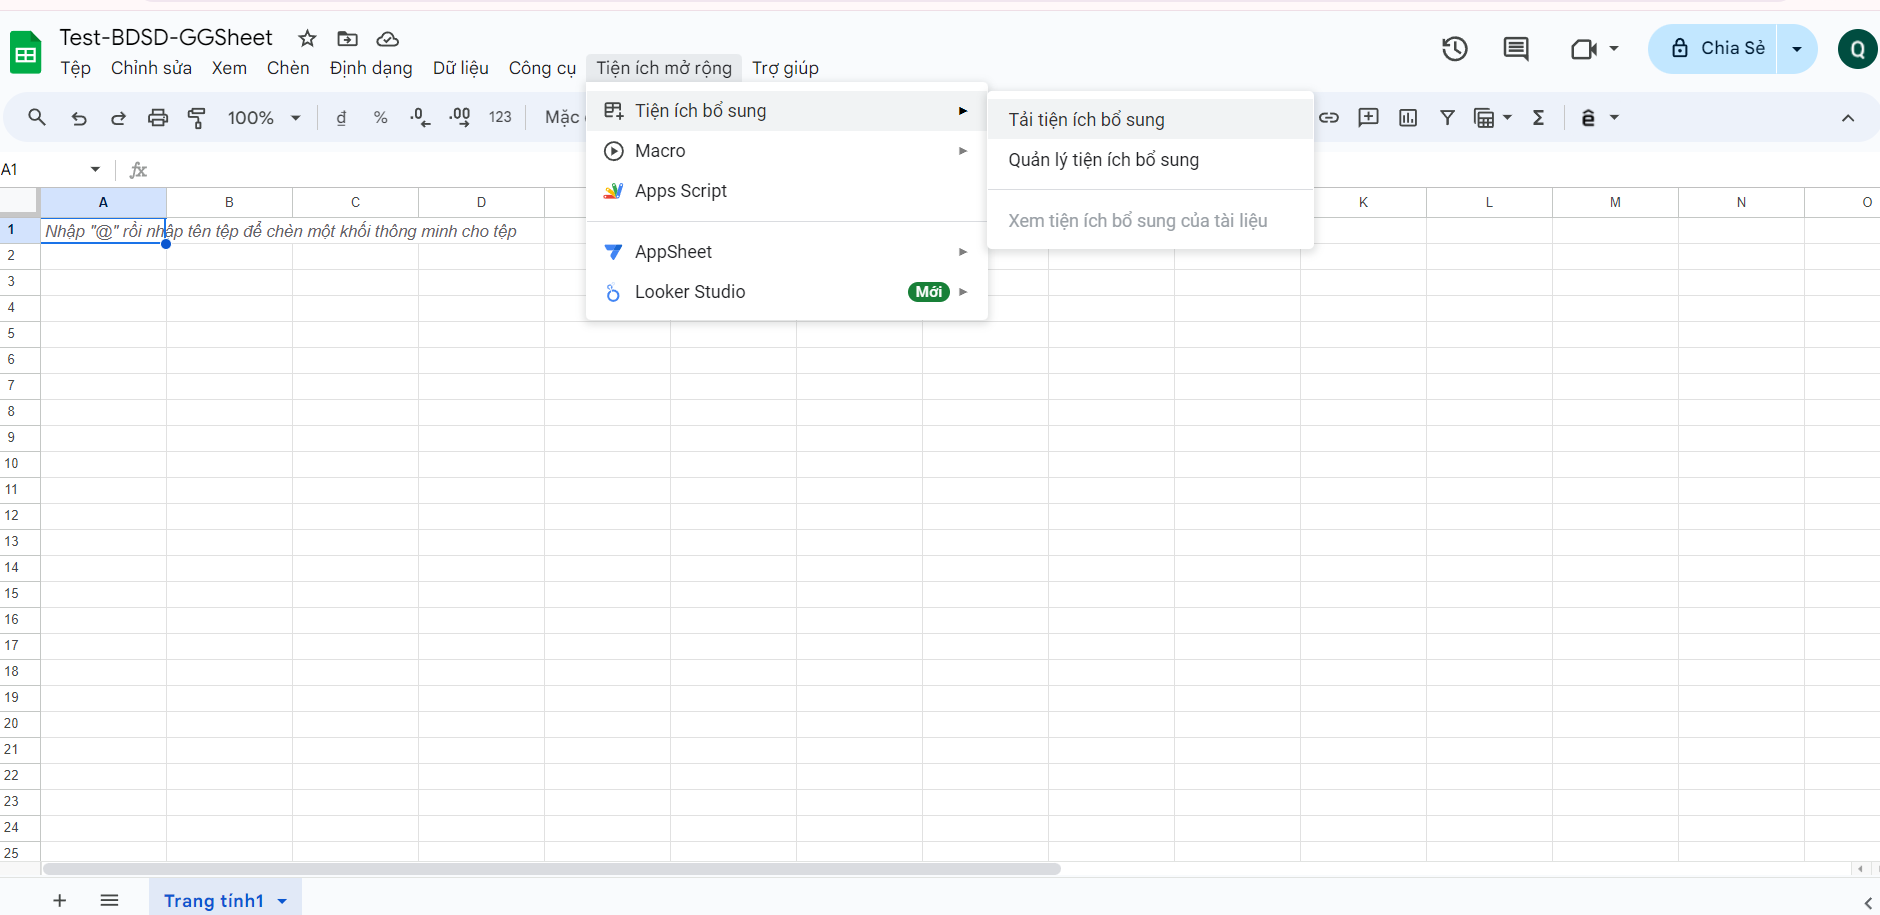 Test-BDSD-GGSheet
Tệp Chỉnh sửa Xem Chèn Định dạng Dữ liệu Công cụ Tiện ích mở rộng Trợ giúp
Chia Sẻ
Q
100% đ % .0 .00 123 Mặc
Tiện ích bổ sung
Macro
Apps Script
AppSheet
Looker Studio Mới
Tải tiện ích bổ sung
Quản lý tiện ích bổ sung
Xem tiện ích bổ sung của tài liệu
Σ ê
A1 fx
A B C D K L M N O
1 Nhập "@" rồi nhập tên tệp để chèn một khối thông minh cho tệp
2
3
4
5
6
7
8
9
10
11
12
13
14
15
16
17
18
19
20
21
22
23
24
25
Trang tính1